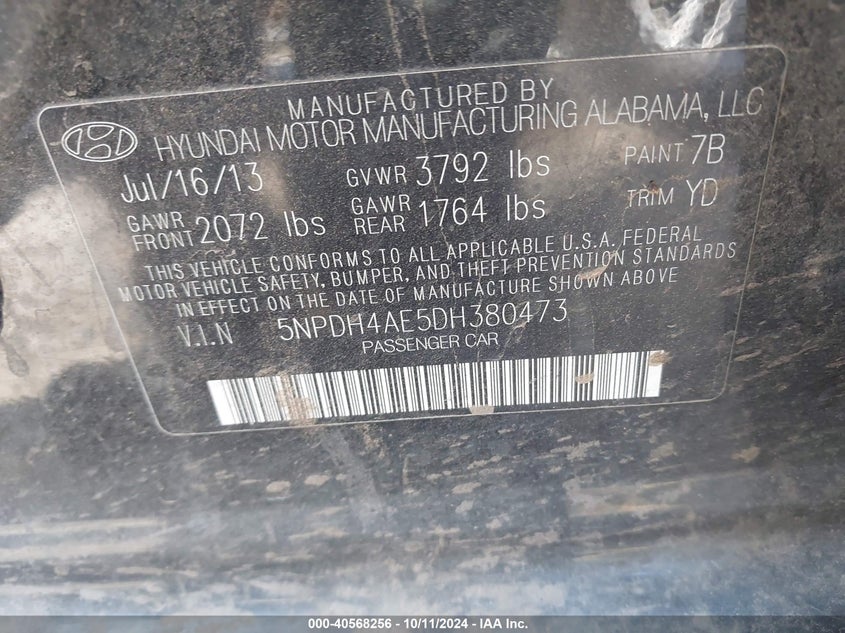 MANUFACTURED BY
HYUNDAI MOTOR MANUFACTURING ALABAMA, LLC
Jul/16/13 GVWR 3792 lbs PAINT 7B
GAWR FRONT 2072 lbs GAWR REAR 1764 lbs TRIM YD
THIS VEHICLE CONFORMS TO ALL APPLICABLE U.S.A. FEDERAL
MOTOR VEHICLE SAFETY, BUMPER, AND THEFT PREVENTION STANDARDS
IN EFFECT ON THE DATE OF MANUFACTURE SHOWN ABOVE
V.I.N 5NPDH4AE5DH380473
PASSENGER CAR
000-40568256 - 10/11/2024 - IAA Inc.